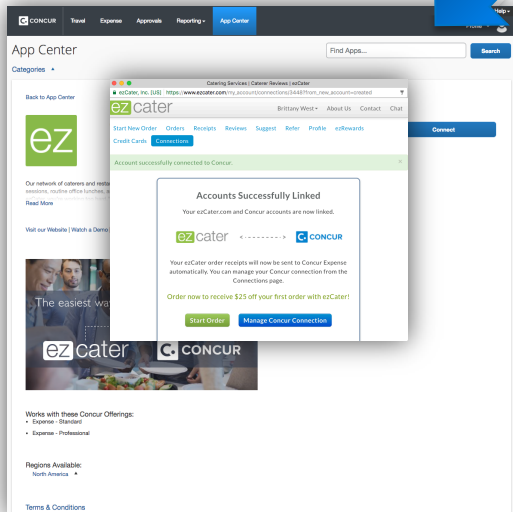 Help
C. CONCUR Travel Expense Approvals Reporting App Center
App Center
Find Apps...
Search
Categories
Back to App Center
ez
Our network of caterers and resta
sessions, routine office lunches, a
Read More
Visit our Website | Watch a Demo
Connect
Catering Services | Caterer Reviews | ezCater
ezCater, Inc. [US] https://www.ezcater.com/my_account/connections/3448?from_new_account=created
ez cater
Brittany West About Us Contact Chat
Start New Order Orders Receipts Reviews Suggest Refer Profile ezRewards
Credit Cards Connections
Account successfully connected to Concur. ×
Accounts Successfully Linked
Your ezCater.com and Concur accounts are now linked.
ez cater <--------> C. CONCUR
Your ezCater order receipts will now be sent to Concur Expense
automatically. You can manage your Concur connection from the
Connections page.
Order now to receive $25 off your first order with ezCater!
Start Order Manage Concur Connection
The easiest wa
ez cater C. CONCUR
Works with these Concur Offerings:
• Expense - Standard
• Expense - Professional
Regions Available:
North America
Terms & Conditions